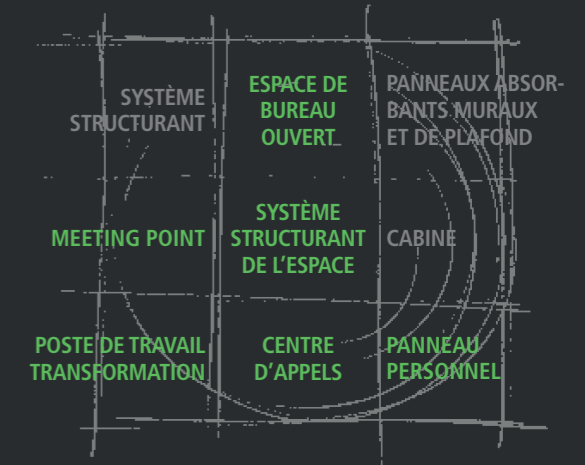 SYSTÈME
STRUCTURANT
ESPACE DE
BUREAU
OUVERT_
PANNEAUX ABSOR-
BANTS MURAUX
ET DE PLAFOND
MEETING POINT
SYSTÈME
STRUCTURANT
DE L'ESPACE
CABINE
POSTE DE TRAVAIL
TRANSFORMATION
CENTRE
D'APPELS
PANNEAU
PERSONNEL